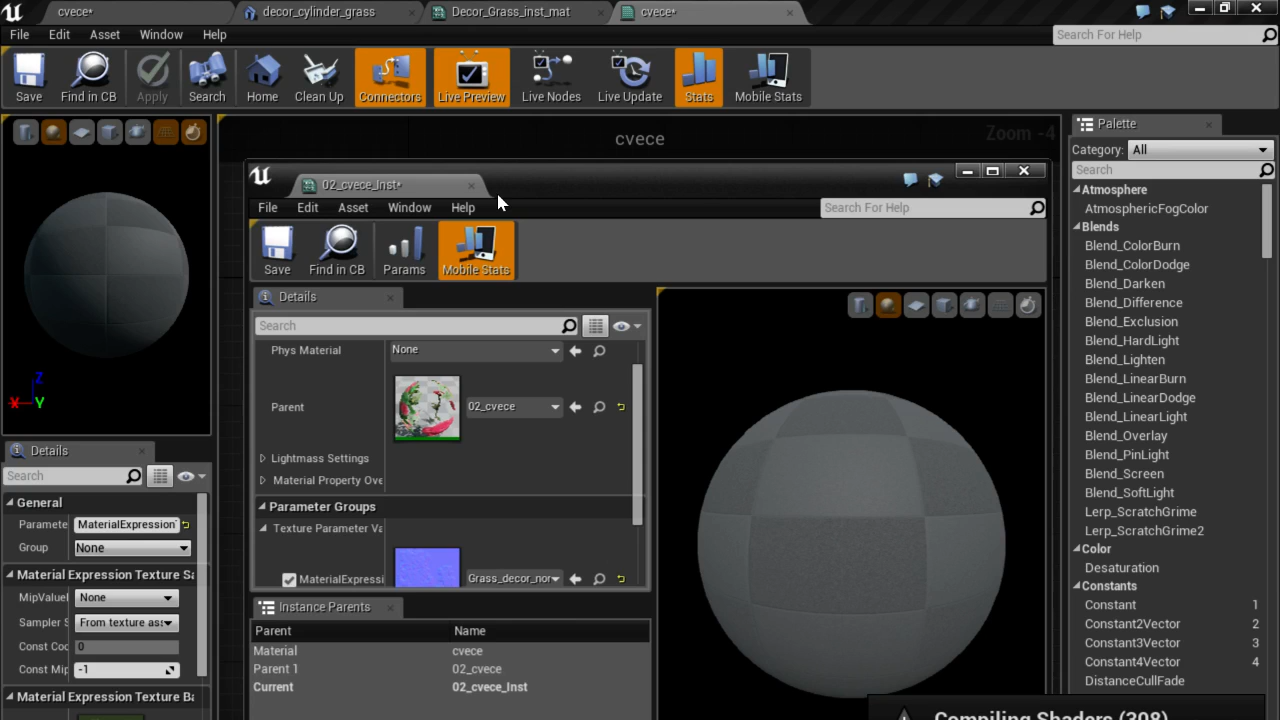 cvece*
decor_cylinder_grass
Decor_Grass_inst_mat
cvece*
File Edit Asset Window Help
Search For Help
Save Find in CB Apply Search Home Clean Up Connectors Live Preview Live Nodes Live Update Stats Mobile Stats
cvece
Zoom -4
Z
X Y
Details
Search
General
Paramete MaterialExpression
Group None
Material Expression Texture Sa
MipValuel None
Sampler S From texture ass
Const Coo 0
Const Mip -1
Material Expression Texture Ba
02_cvece_Inst*
File Edit Asset Window Help
Search For Help
Save Find in CB Params Mobile Stats
Details
Search
Phys Material None
Parent 02_cvece
Lightmass Settings
Material Property Ove
Parameter Groups
Texture Parameter Va
MaterialExpressi Grass_decor_nor
Instance Parents
Parent Name
Material cvece
Parent 1 02_cvece
Current 02_cvece_Inst
Compiling Shaders (308)
Palette
Category: All
Search
Atmosphere
AtmosphericFogColor
Blends
Blend_ColorBurn
Blend_ColorDodge
Blend_Darken
Blend_Difference
Blend_Exclusion
Blend_HardLight
Blend_Lighten
Blend_LinearBurn
Blend_LinearDodge
Blend_LinearLight
Blend_Overlay
Blend_PinLight
Blend_Screen
Blend_SoftLight
Lerp_ScratchGrime
Lerp_ScratchGrime2
Color
Desaturation
Constants
Constant 1
Constant2Vector 2
Constant3Vector 3
Constant4Vector 4
DistanceCullFade